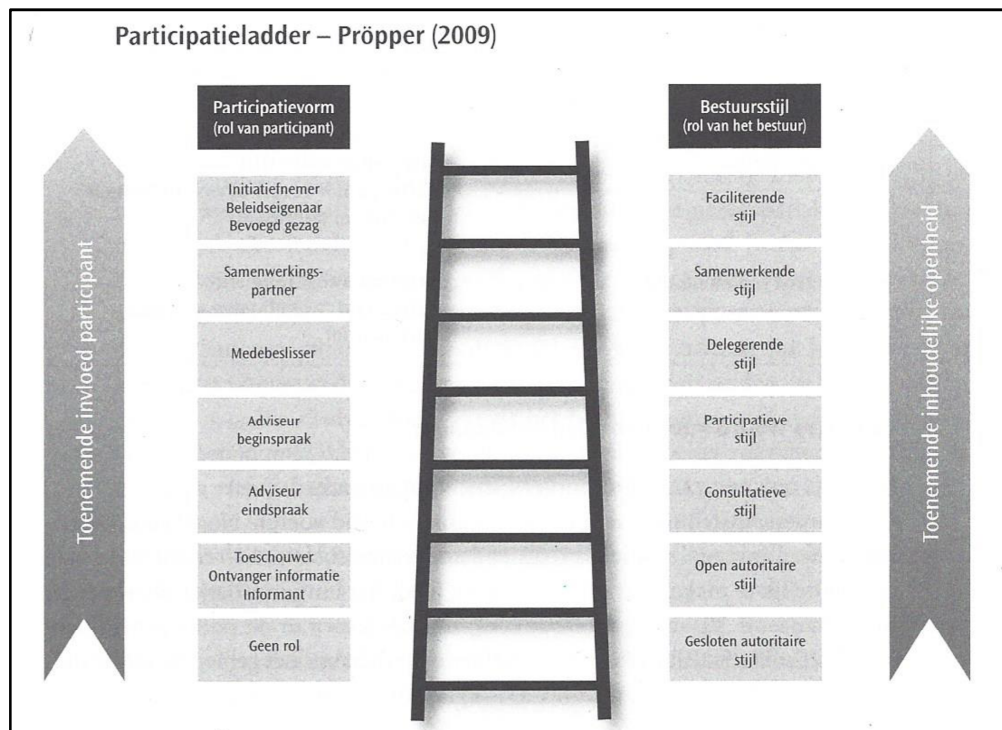 Participatieladder – Pröpper (2009)
Participatievorm
(rol van participant)
Bestuursstijl
(rol van het bestuur)
Toenemende invloed participant
Initiatiefnemer
Beleidseigenaar
Bevoegd gezag
Faciliterende
stijl
Samenwerkings-
partner
Samenwerkende
stijl
Medebeslisser
Delegerende
stijl
Adviseur
beginspraak
Participatieve
stijl
Adviseur
eindspraak
Consultatieve
stijl
Toeschouwer
Ontvanger informatie
Informant
Open autoritaire
stijl
Geen rol
Gesloten autoritaire
stijl
Toenemende inhoudelijke openheid